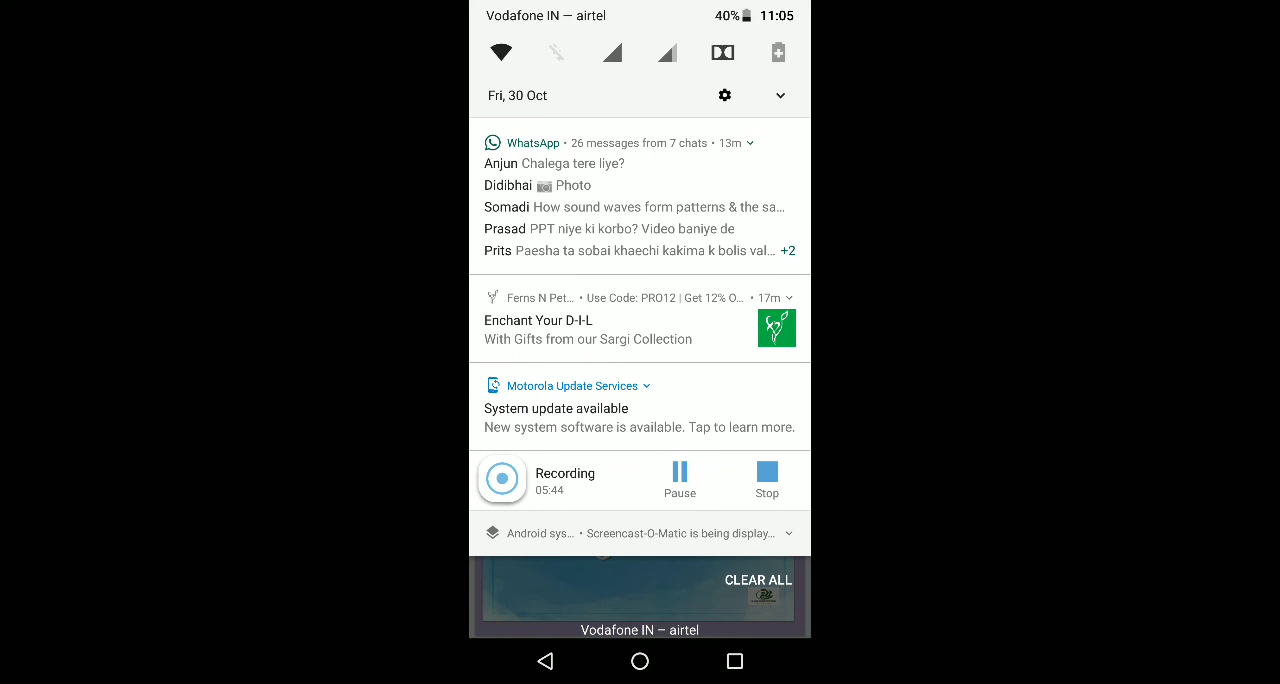 Vodafone IN — airtel 40% 11:05
Fri, 30 Oct
WhatsApp • 26 messages from 7 chats • 13m
Anjun Chalega tere liye?
Didibhai Photo
Somadi How sound waves form patterns & the sa...
Prasad PPT niye ki korbo? Video baniye de
Prits Paesha ta sobai khaechi kakima k bolis val... +2
Ferns N Pet... • Use Code: PRO12 | Get 12% O... • 17m
Enchant Your D-I-L
With Gifts from our Sargi Collection
Motorola Update Services
System update available
New system software is available. Tap to learn more.
Recording
05:44
Pause
Stop
Android sys... • Screencast-O-Matic is being display...
CLEAR ALL
Vodafone IN — airtel